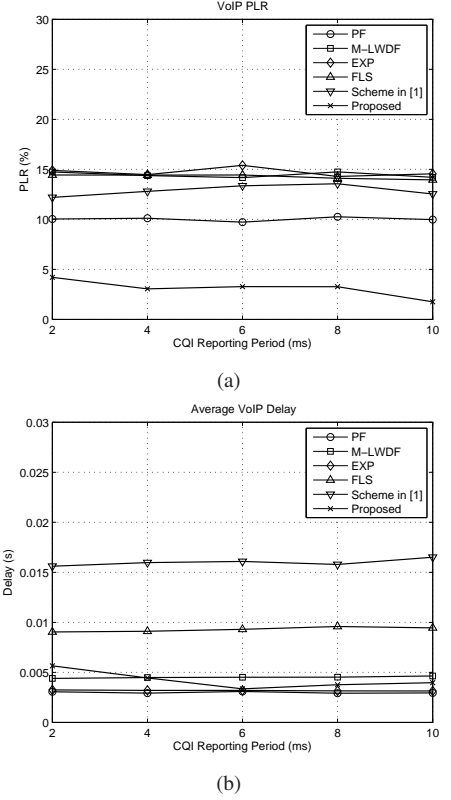 VoIP PLR
30
25
20
15
10
5
0
PLR (%)
PF
M−LWDF
EXP
FLS
Scheme in [1]
Proposed
2 4 6 8 10
CQI Reporting Period (ms)
(a)
Average VoIP Delay
0.03
0.025
0.02
0.015
0.01
0.005
0
Delay (s)
PF
M−LWDF
EXP
FLS
Scheme in [1]
Proposed
2 4 6 8 10
CQI Reporting Period (ms)
(b)